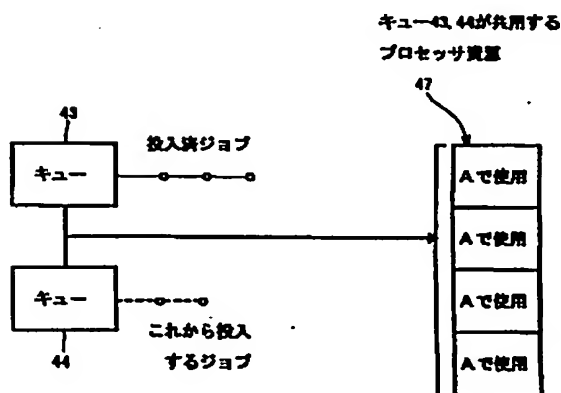 キュー43,44が共用する
プロセッサ資源
47
43
キュー
投入済ジョブ
Aで使用
Aで使用
キュー
44
これから投入
するジョブ
Aで使用
Aで使用